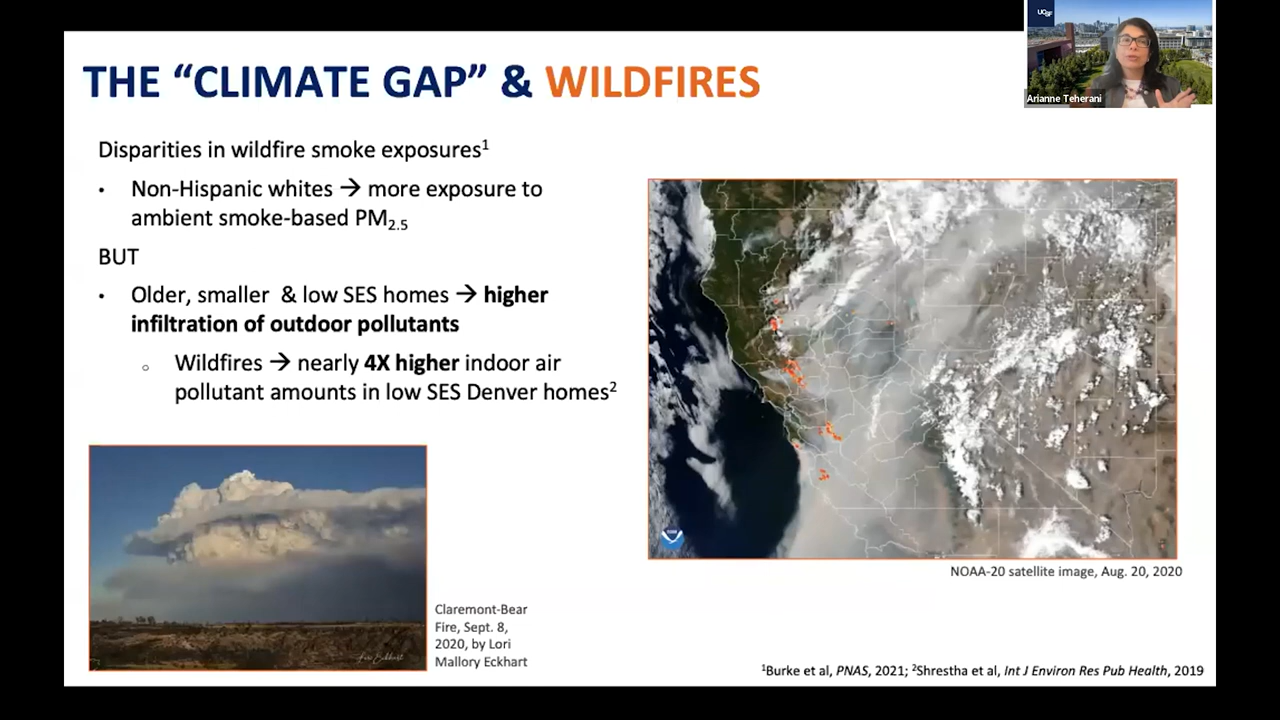 UCSF
Arianne Teherani
THE “CLIMATE GAP” & WILDFIRES
Disparities in wildfire smoke exposures1
• Non-Hispanic whites → more exposure to
ambient smoke-based PM2.5
BUT
• Older, smaller & low SES homes → higher
infiltration of outdoor pollutants
○ Wildfires → nearly 4X higher indoor air
pollutant amounts in low SES Denver homes2
NOAA-20 satellite image, Aug. 20, 2020
Claremont-Bear
Fire, Sept. 8,
2020, by Lori
Mallory Eckhart
1Burke et al, PNAS, 2021; 2Shrestha et al, Int J Environ Res Pub Health, 2019